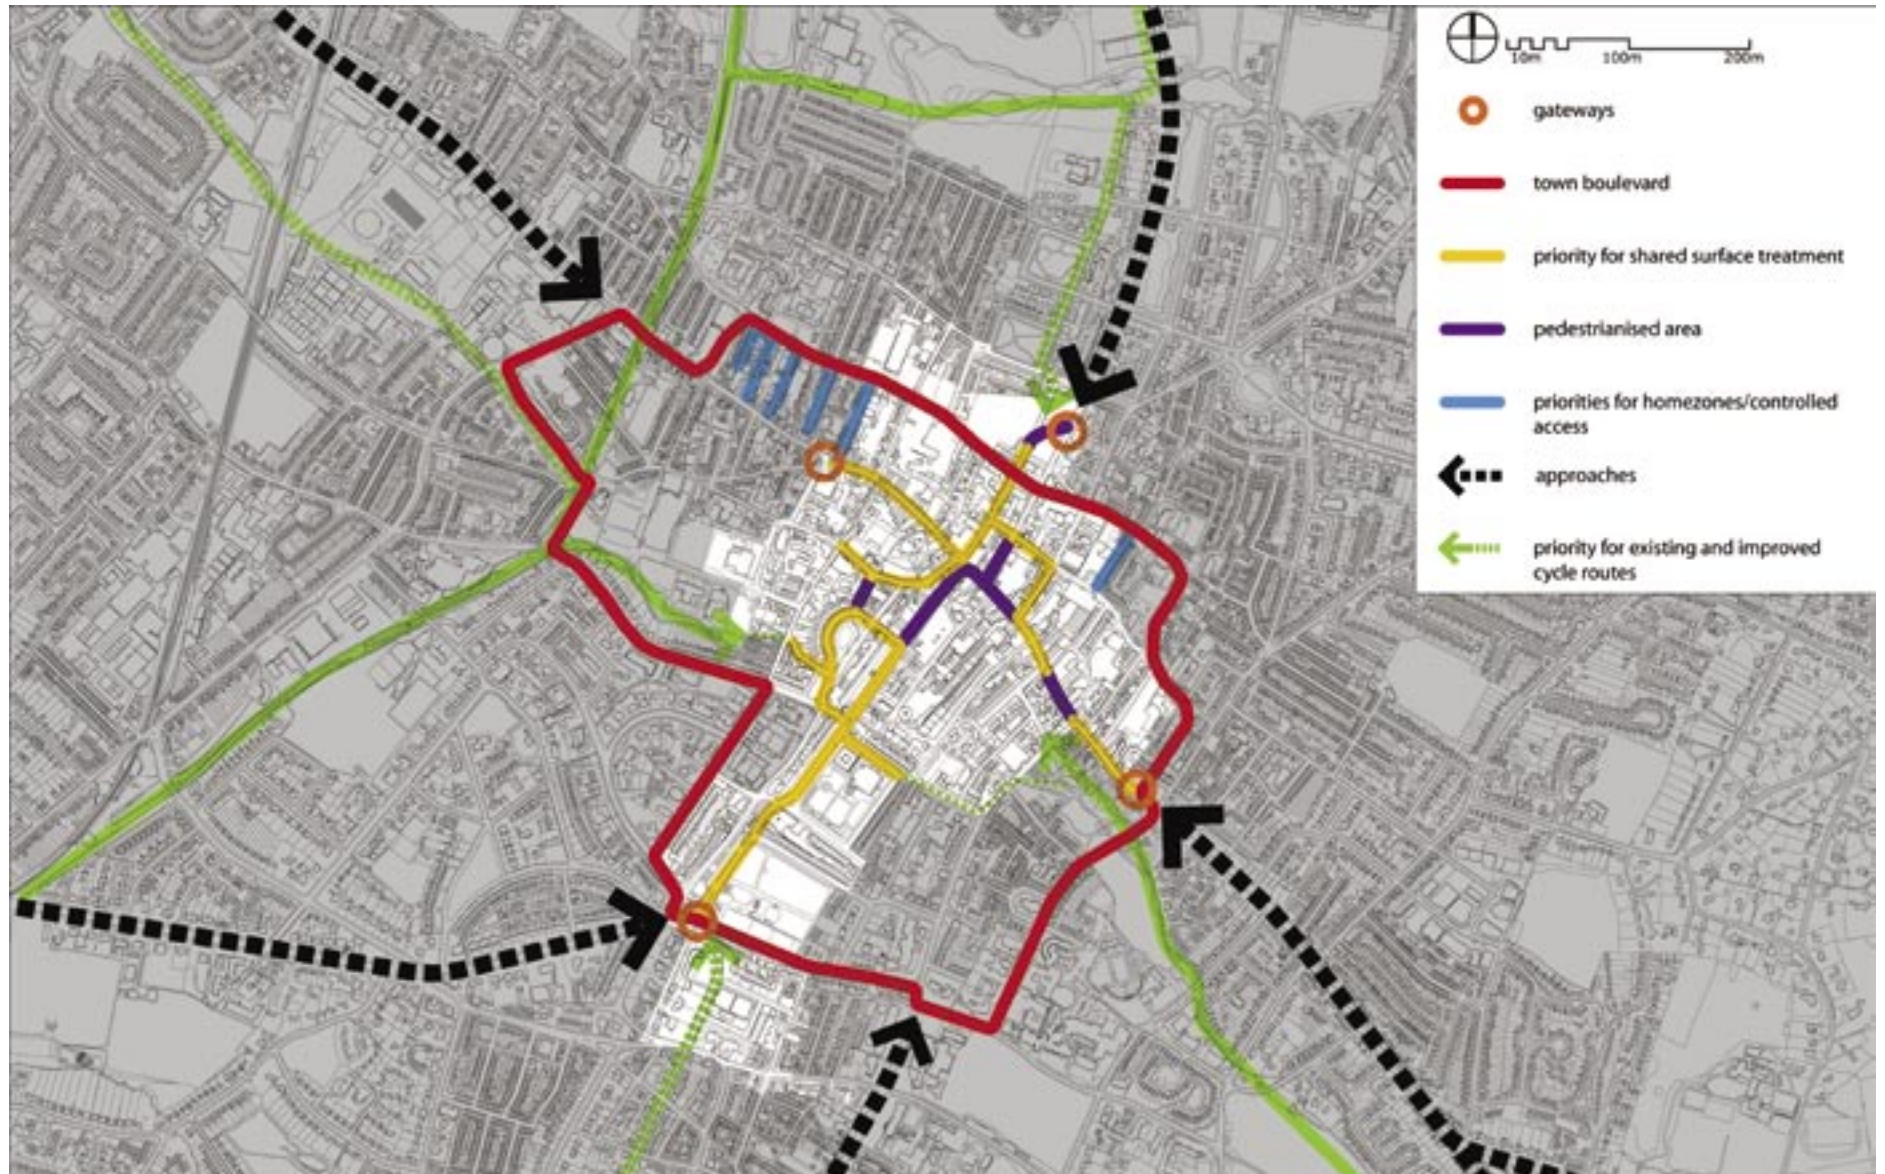 10m 100m 200m
gateways
town boulevard
priority for shared surface treatment
pedestrianised area
priorities for homezones/controlled
access
approaches
priority for existing and improved
cycle routes